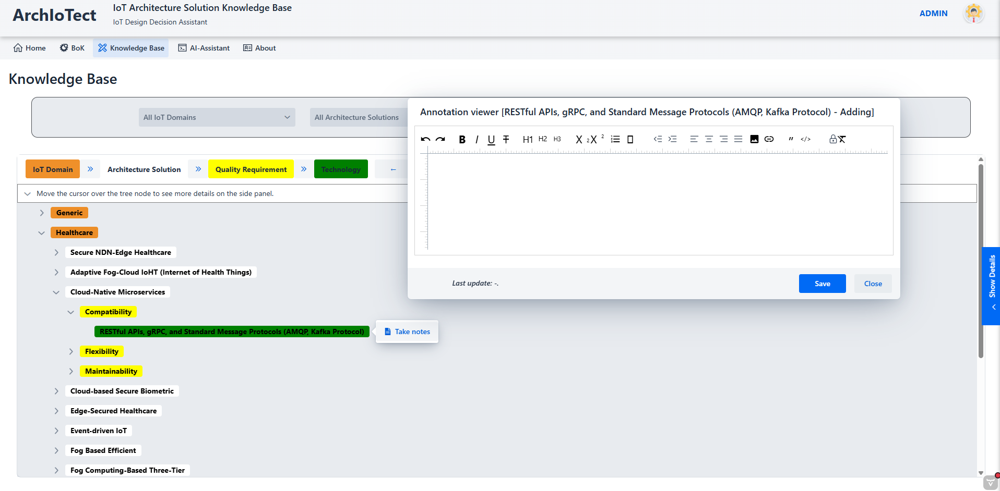 ArchIoTect
IoT Architecture Solution Knowledge Base
IoT Design Decision Assistant
ADMIN
Home
BoK
Knowledge Base
AI-Assistant
About
Knowledge Base
All IoT Domains
All Architecture Solutions
Annotation viewer [RESTful APIs, gRPC, and Standard Message Protocols (AMQP, Kafka Protocol) - Adding]
B I U T H1 H2 H3 X2 X2 " </>
IoT Domain » Architecture Solution » Quality Requirement » Technology ←
Move the cursor over the tree node to see more details on the side panel.
Generic
Healthcare
Secure NDN-Edge Healthcare
Adaptive Fog-Cloud IoHT (Internet of Health Things)
Last update: -.
Save
Close
Show Details
Cloud-Native Microservices
Compatibility
RESTful APIs, gRPC, and Standard Message Protocols (AMQP, Kafka Protocol)
Take notes
Flexibility
Maintainability
Cloud-based Secure Biometric
Edge-Secured Healthcare
Event-driven IoT
Fog Based Efficient
Fog Computing-Based Three-Tier